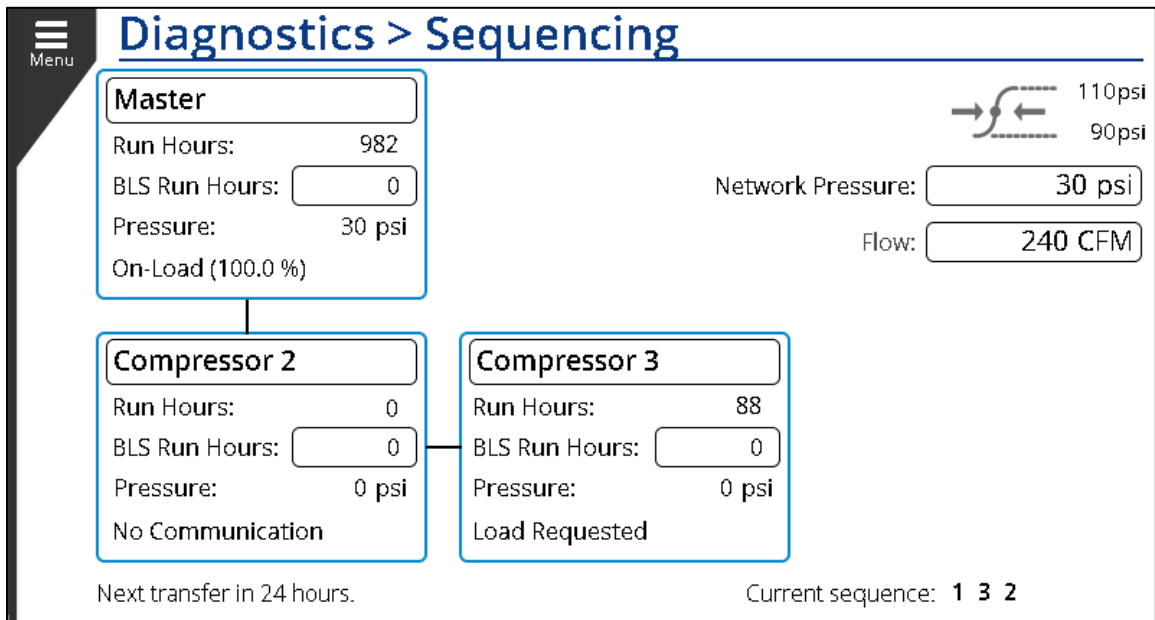 Menu
Diagnostics > Sequencing
Master
Run Hours: 982
BLS Run Hours: 0
Pressure: 30 psi
On-Load (100.0 %)
110psi
90psi
Network Pressure: 30 psi
Flow: 240 CFM
Compressor 2
Run Hours: 0
BLS Run Hours: 0
Pressure: 0 psi
No Communication
Compressor 3
Run Hours: 88
BLS Run Hours: 0
Pressure: 0 psi
Load Requested
Next transfer in 24 hours.
Current sequence: 1 3 2